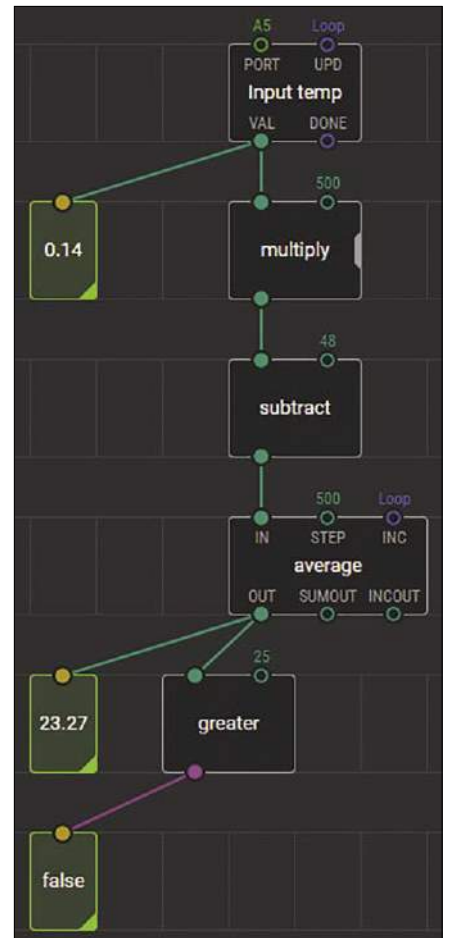 A5 Loop
PORT UPD
Input temp
VAL DONE
500
0.14 multiply
48
subtract
500 Loop
IN STEP INC
average
OUT SUMOUT INCOUT
25
23.27 greater
false